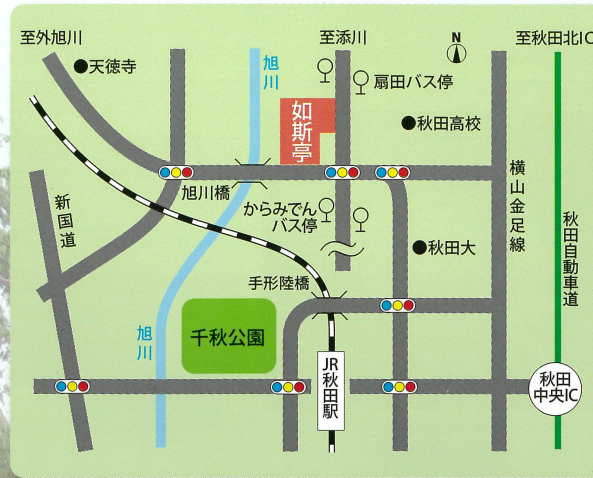 至外旭川
至添川
N
至秋田北IC
天徳寺
旭川
扇田バス停
如斯亭
秋田高校
旭川橋
横山金足線
新国道
からみでん
バス停
秋田自動車道
秋田大
手形陸橋
旭川
千秋公園
JR秋田駅
秋田
中央IC